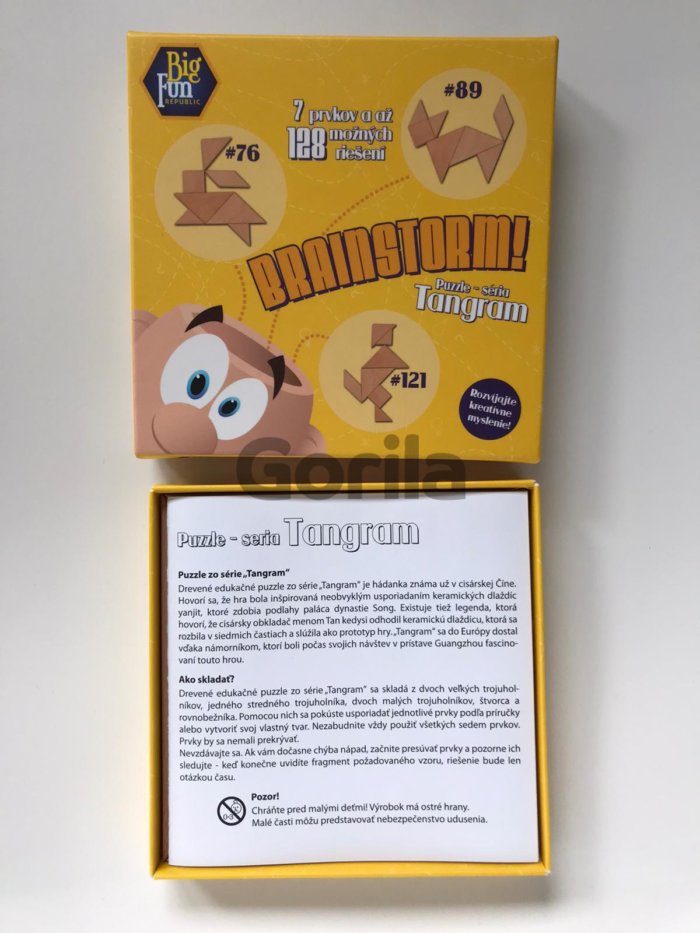 Big
Fun
REPUBLIC
#89
7 prvkov a až
128 možných
riešení
#76
BRAINSTORM!
Puzzle - séria
Tangram
#121
Rozvíjajte
kreatívne
myslenie!
Gorila
Puzzle - seria Tangram
Puzzle zo série „Tangram“
Drevené edukačné puzzle zo série „Tangram“ je hádanka známa už v cisárskej Číne.
Hovorí sa, že hra bola inšpirovaná neobvyklým usporiadaním keramických dlaždíc
yanjit, ktoré zdobia podlahy paláca dynastie Song. Existuje tiež legenda, ktorá
hovorí, že cisársky obkladač menom Tan kedysi odhodil keramickú dlaždicu, ktorá sa
rozbila v siedmich častiach a slúžila ako prototyp hry. „Tangram“ sa do Európy dostal
vďaka námorníkom, ktorí boli počas svojich návštev v prístave Guangzhou fascino-
vaní touto hrou.
Ako skladať?
Drevené edukačné puzzle zo série „Tangram“ sa skladá z dvoch veľkých trojuhol-
níkov, jedného stredného trojuholníka, dvoch malých trojuholníkov, štvorca a
rovnobežníka. Pomocou nich sa pokúste usporiadať jednotlivé prvky podľa príručky
alebo vytvoriť svoj vlastný tvar. Nezabudnite vždy použiť všetkých sedem prvkov.
Prvky by sa nemali prekrývať.
Nevzdávajte sa. Ak vám dočasne chýba nápad, začnite presúvať prvky a pozorne ich
sledujte - keď konečne uvidíte fragment požadovaného vzoru, riešenie bude len
otázkou času.
0-3
Pozor!
Chráňte pred malými deťmi! Výrobok má ostré hrany.
Malé časti môžu predstavovať nebezpečenstvo udusenia.